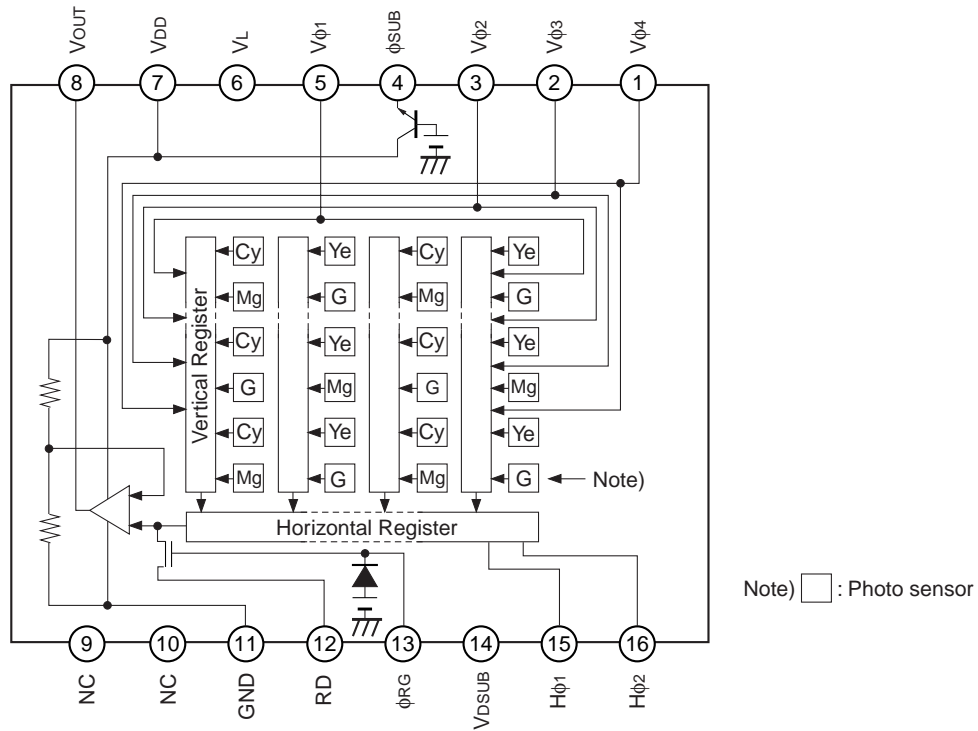 VOUT VDD VL Vϕ1 ϕSUB Vϕ2 Vϕ3 Vϕ4
8 7 6 5 4 3 2 1
Cy Ye Cy Ye
Mg G Mg G
Cy Ye Cy Ye
G Mg G Mg
Cy Ye Cy Ye
Mg G Mg G
Vertical Register
Note)
Horizontal Register
Note) : Photo sensor
9 10 11 12 13 14 15 16
NC NC GND RD ϕRG VDSUB Hϕ1 Hϕ2